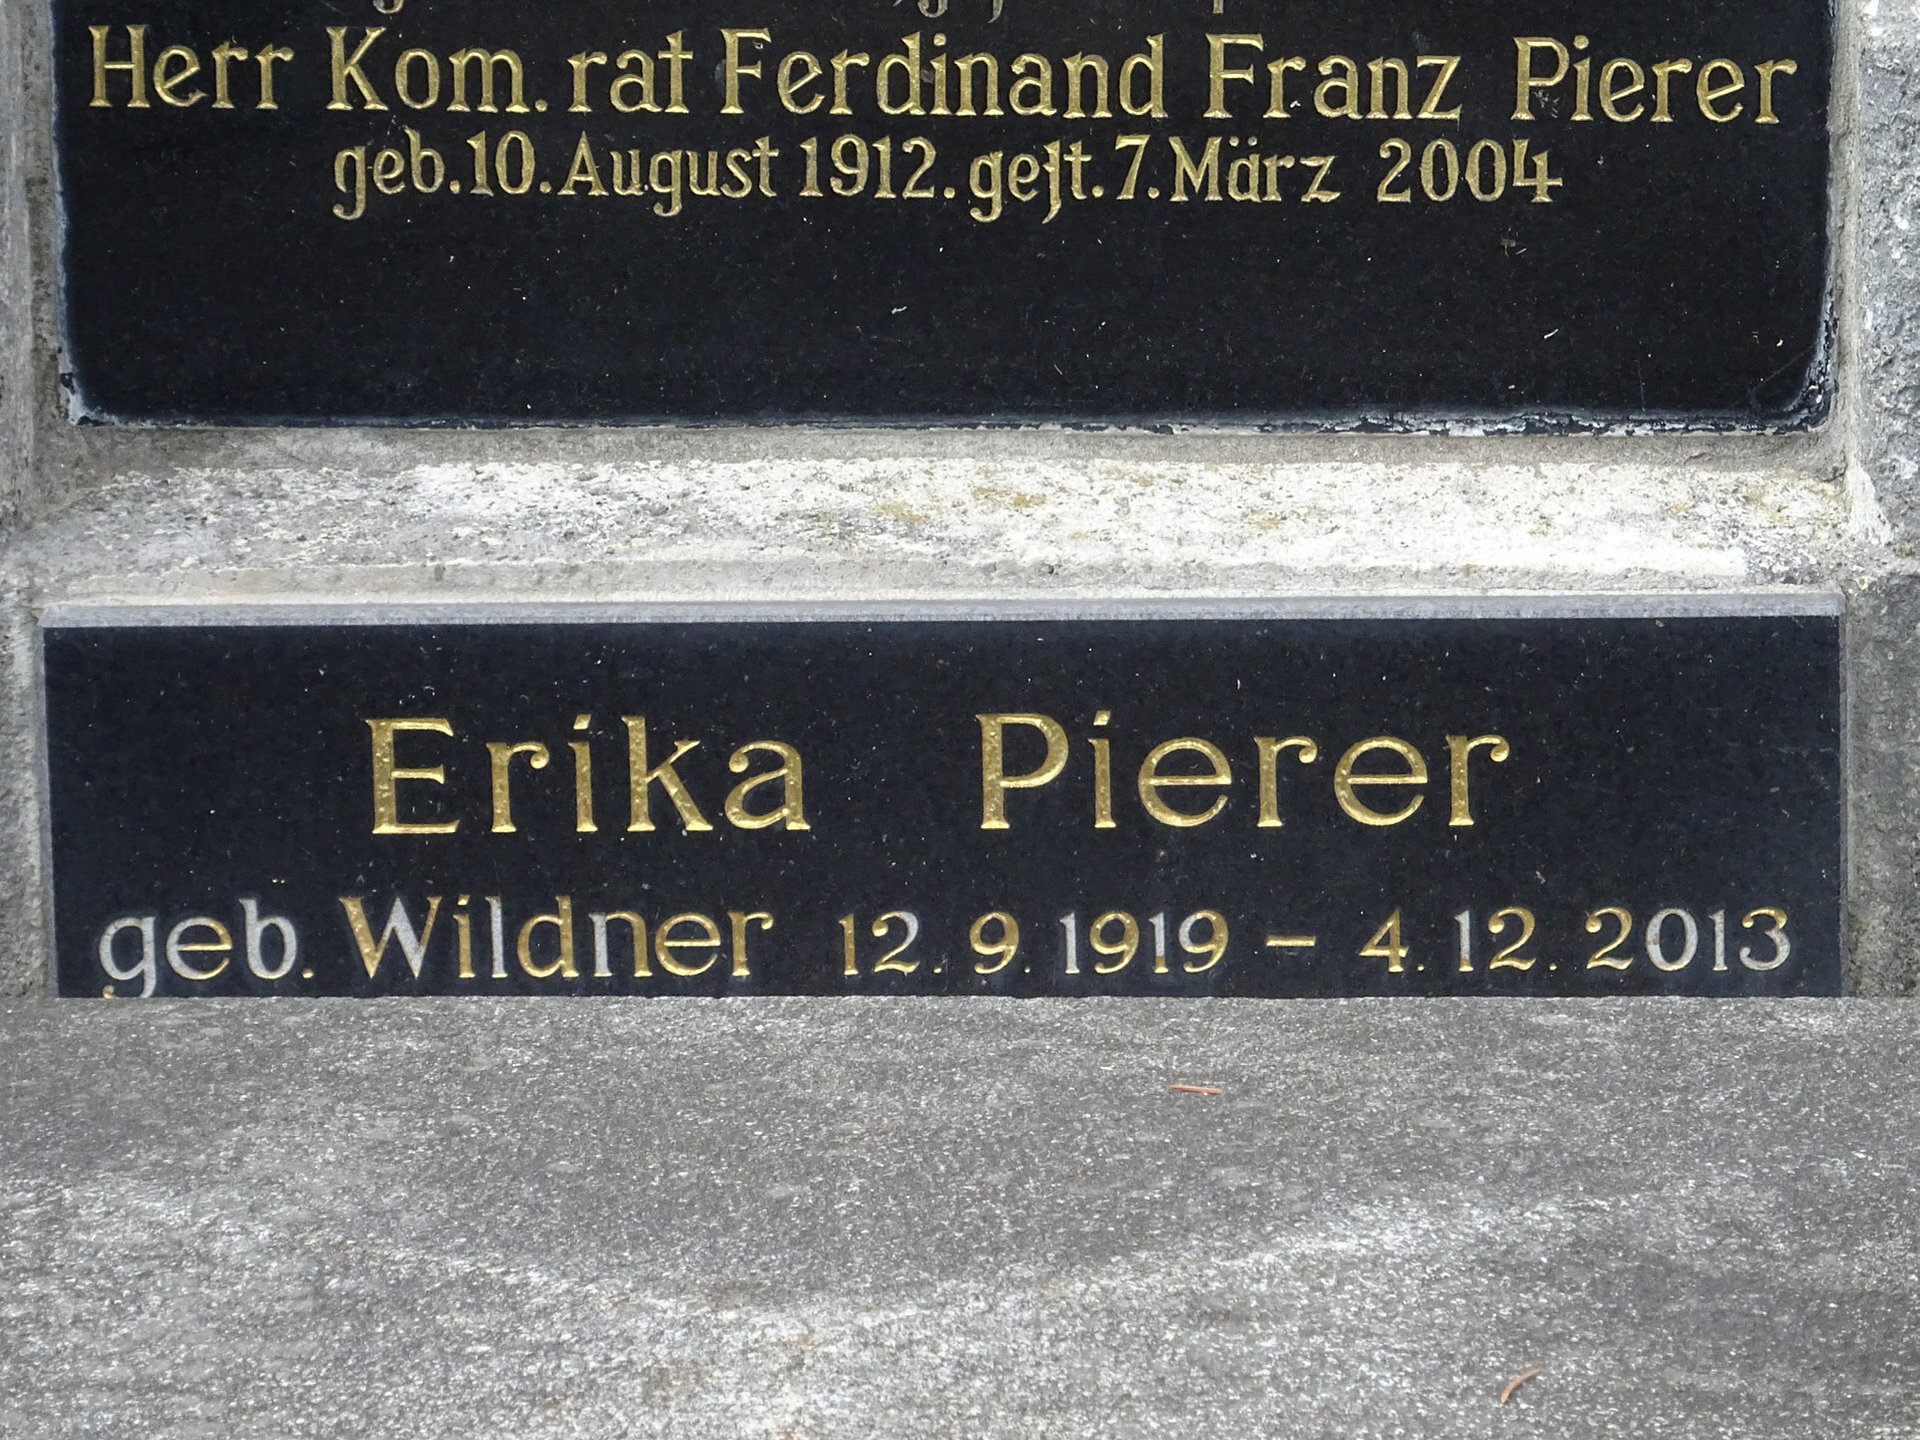 Herr Kom. rat Ferdinand Franz Pierer
geb. 10. August 1912. gest. 7. März 2004
Erika Pierer
geb. Wildner 12. 9. 1919 – 4. 12. 2013